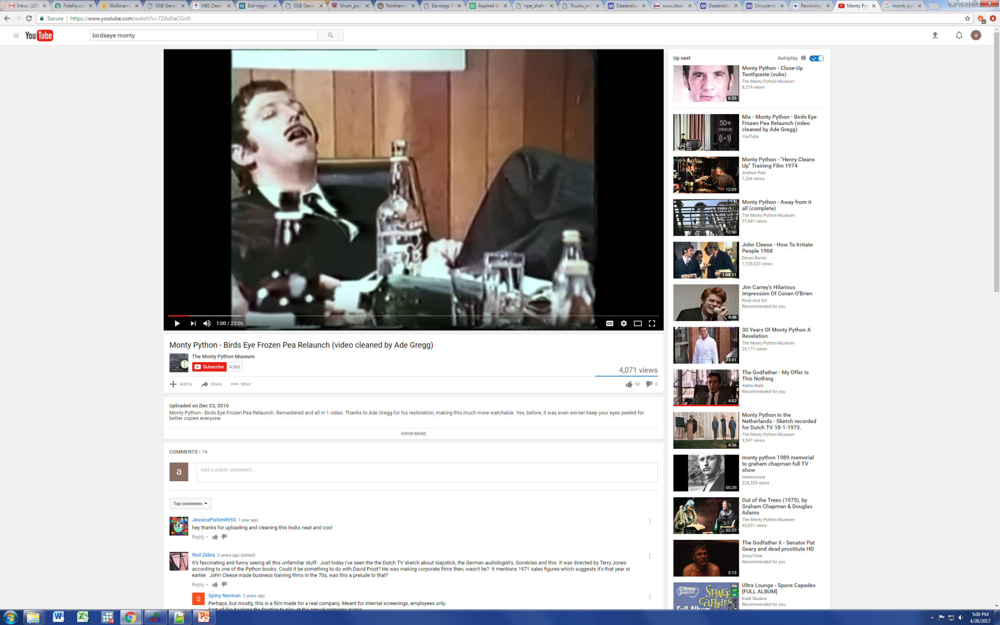 Inbox (16
Fidelity.co
Wollmann
GSB Gene
HBS Dean
Bid-riggin
GSB Gene
Shum_pa
Northern
Earnings R
Applied Ec
npe_draft
Trucks_wi
Dealership
www.deale
Dealership
Chryslerde
Revolving
Monty Pyt
monty pyt
Secure
https://www.youtube.com/watch?v=7ZAd5eCGrJ0
YouTube
birdseye monty
a
1:00 / 23:06
Monty Python - Birds Eye Frozen Pea Relaunch (video cleaned by Ade Gregg)
The Monty Python Museum
Subscribe 4,365
4,071 views
Add to Share More
50 0
Uploaded on Dec 23, 2010
Monty Python - Birds Eye Frozen Pea Relaunch. Remastered and all in 1 video. Thanks to Ade Gregg for his restoration, making this much more watchable. Yes, before, it was even worse! Keep your eyes peeled for
better copies everyone.
SHOW MORE
COMMENTS • 16
a
Add a public comment...
Top comments
JessicaPieSmith93 1 year ago
hey thanks for uploading and cleaning this looks neat and cool
Reply •
Red Zebra 2 years ago (edited)
It's fascinating and funny seeing all this unfamiliar stuff. Just today I've seen the the Dutch TV sketch about slapstick, the German audiologist's, Gondolas and this. It was directed by Terry Jones
according to one of the Python books. Could it be something to do with David Frost? He was making corporate films then, wasn't he? It mentions 1971 sales figures which suggests it's that year or
earlier. John Cleese made business training films in the 70s, was this a prelude to that?
Reply •
S
Spiny Norman 2 years ago
Perhaps, but mostly, this is a film made for a real company. Meant for internal screenings, employees only.
Sort of like booking the Beatles to play at the annual company picnic.
Up next
Autoplay
Monty Python - Close-Up
Toothpaste (subs)
The Monty Python Museum
8,219 views
6:35
Mix - Monty Python - Birds Eye
Frozen Pea Relaunch (video
cleaned by Ade Gregg)
YouTube
50+
VIDEOS
Monty Python - "Henry Cleans
Up" Training Film 1974
Andrew Peel
1,256 views
12:09
Monty Python - Away from it
all (complete)
The Monty Python Museum
37,941 views
12:50
John Cleese - How To Irritate
People 1968
Devyn Barrie
1,129,523 views
1:08:11
Jim Carrey's Hilarious
Impression Of Conan O'Brien
Rock And Art
Recommended for you
4:48
30 Years Of Monty Python A
Revelation
The Monty Python Museum
25,171 views
23:41
The Godfather - My Offer Is
This Nothing
Alpha Male
Recommended for you
4:02
Monty Python in the
Netherlands - Sketch recorded
for Dutch TV 18-1-1973.
The Monty Python Museum
9,347 views
4:36
monty python 1989 memorial
to graham chapman full TV
show
thedoctoure
224,329 views
55:20
Out of the Trees (1975), by
Graham Chapman & Douglas
Adams
The Monty Python Museum
43,531 views
32:33
The Godfather II - Senator Pat
Geary and dead prostitute HD
ShowTime
Recommended for you
3:13
Ultra Lounge - Space Capades
[FULL ALBUM]
Kulik Studios
Recommended for you
SPACE
CAPADES
Full Album
5:00 PM
4/26/2017